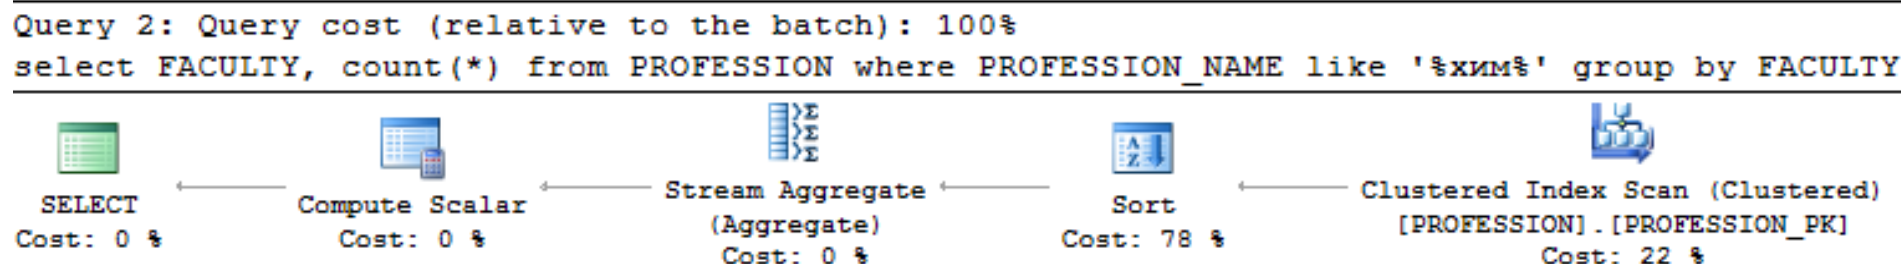 Query 2: Query cost (relative to the batch): 100%
select FACULTY, count(*) from PROFESSION where PROFESSION_NAME like '%хим%' group by FACULTY
SELECT
Cost: 0 %
Compute Scalar
Cost: 0 %
Stream Aggregate
(Aggregate)
Cost: 0 %
Sort
Cost: 78 %
Clustered Index Scan (Clustered)
[PROFESSION].[PROFESSION_PK]
Cost: 22 %